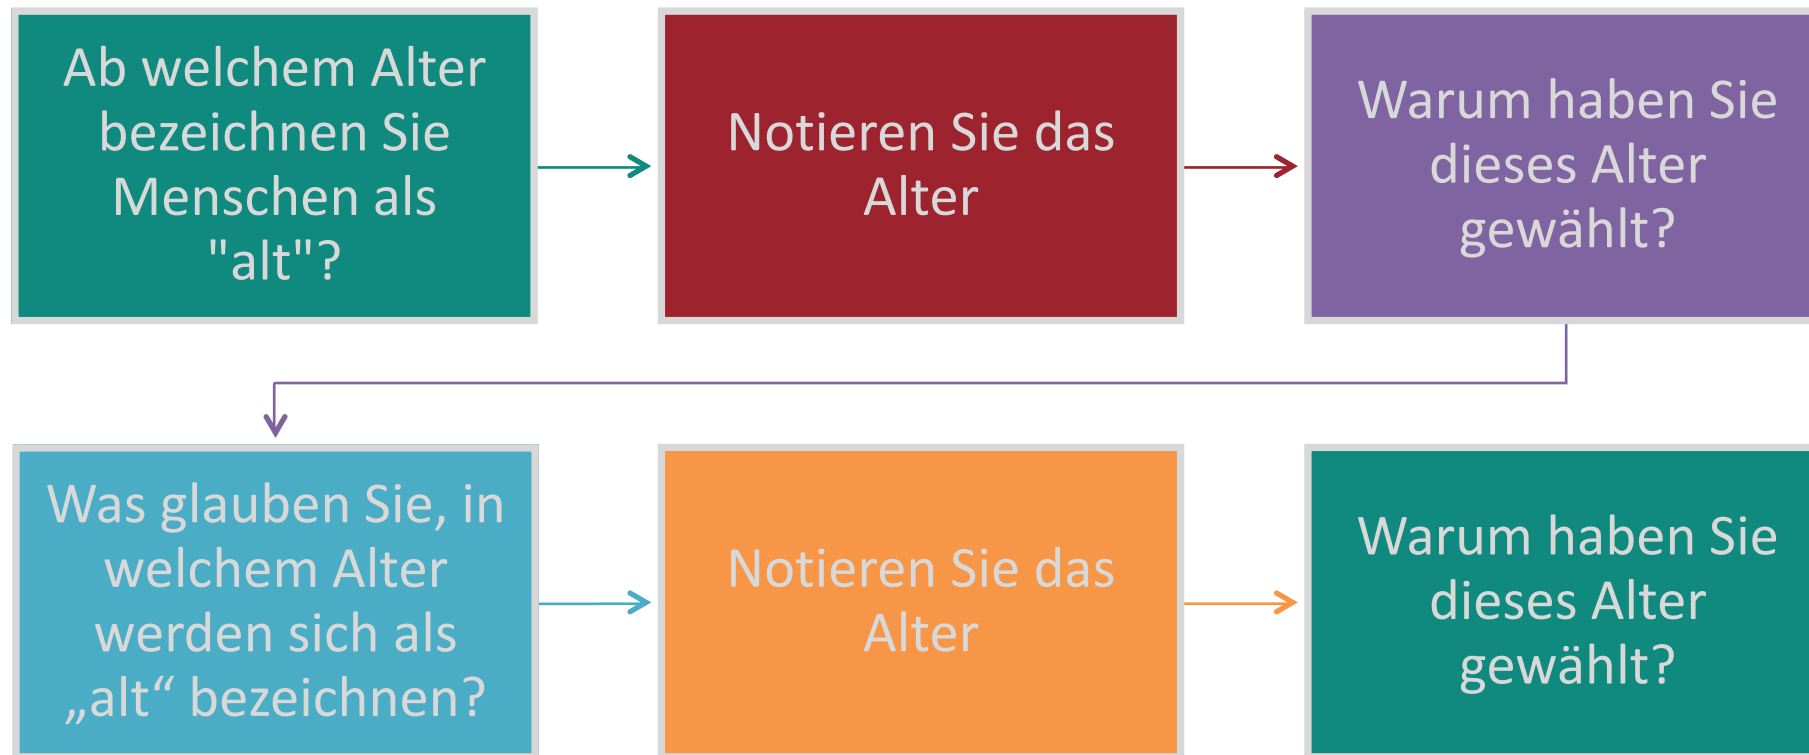 Ab welchem Alter
bezeichnen Sie
Menschen als
"alt"?
Notieren Sie das
Alter
Warum haben Sie
dieses Alter
gewählt?
Was glauben Sie, in
welchem Alter
werden sich als
„alt“ bezeichnen?
Notieren Sie das
Alter
Warum haben Sie
dieses Alter
gewählt?